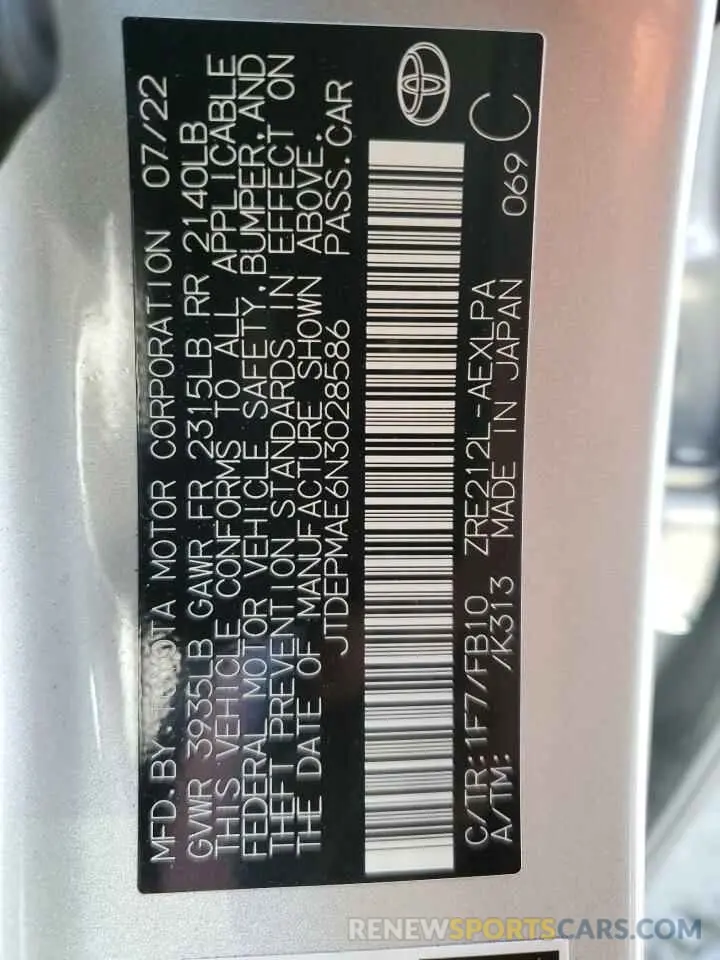 MFD.BY TOYOTA MOTOR CORPORATION 07/22
GVWR 3935LB GAWR FR 2315LB RR 2140LB
THIS VEHICLE CONFORMS TO ALL APPLICABLE
FEDERAL MOTOR VEHICLE SAFETY, BUMPER, AND
THEFT PREVENTION STANDARDS IN EFFECT ON
THE DATE OF MANUFACTURE SHOWN ABOVE.
JTDEPMAE6N3028586 PASS.CAR
C/TR:1F7/FB10 ZRE212L-AEXLPA 069 C
A/TM: /K313 MADE IN JAPAN
RENEWSPORTSCARS.COM